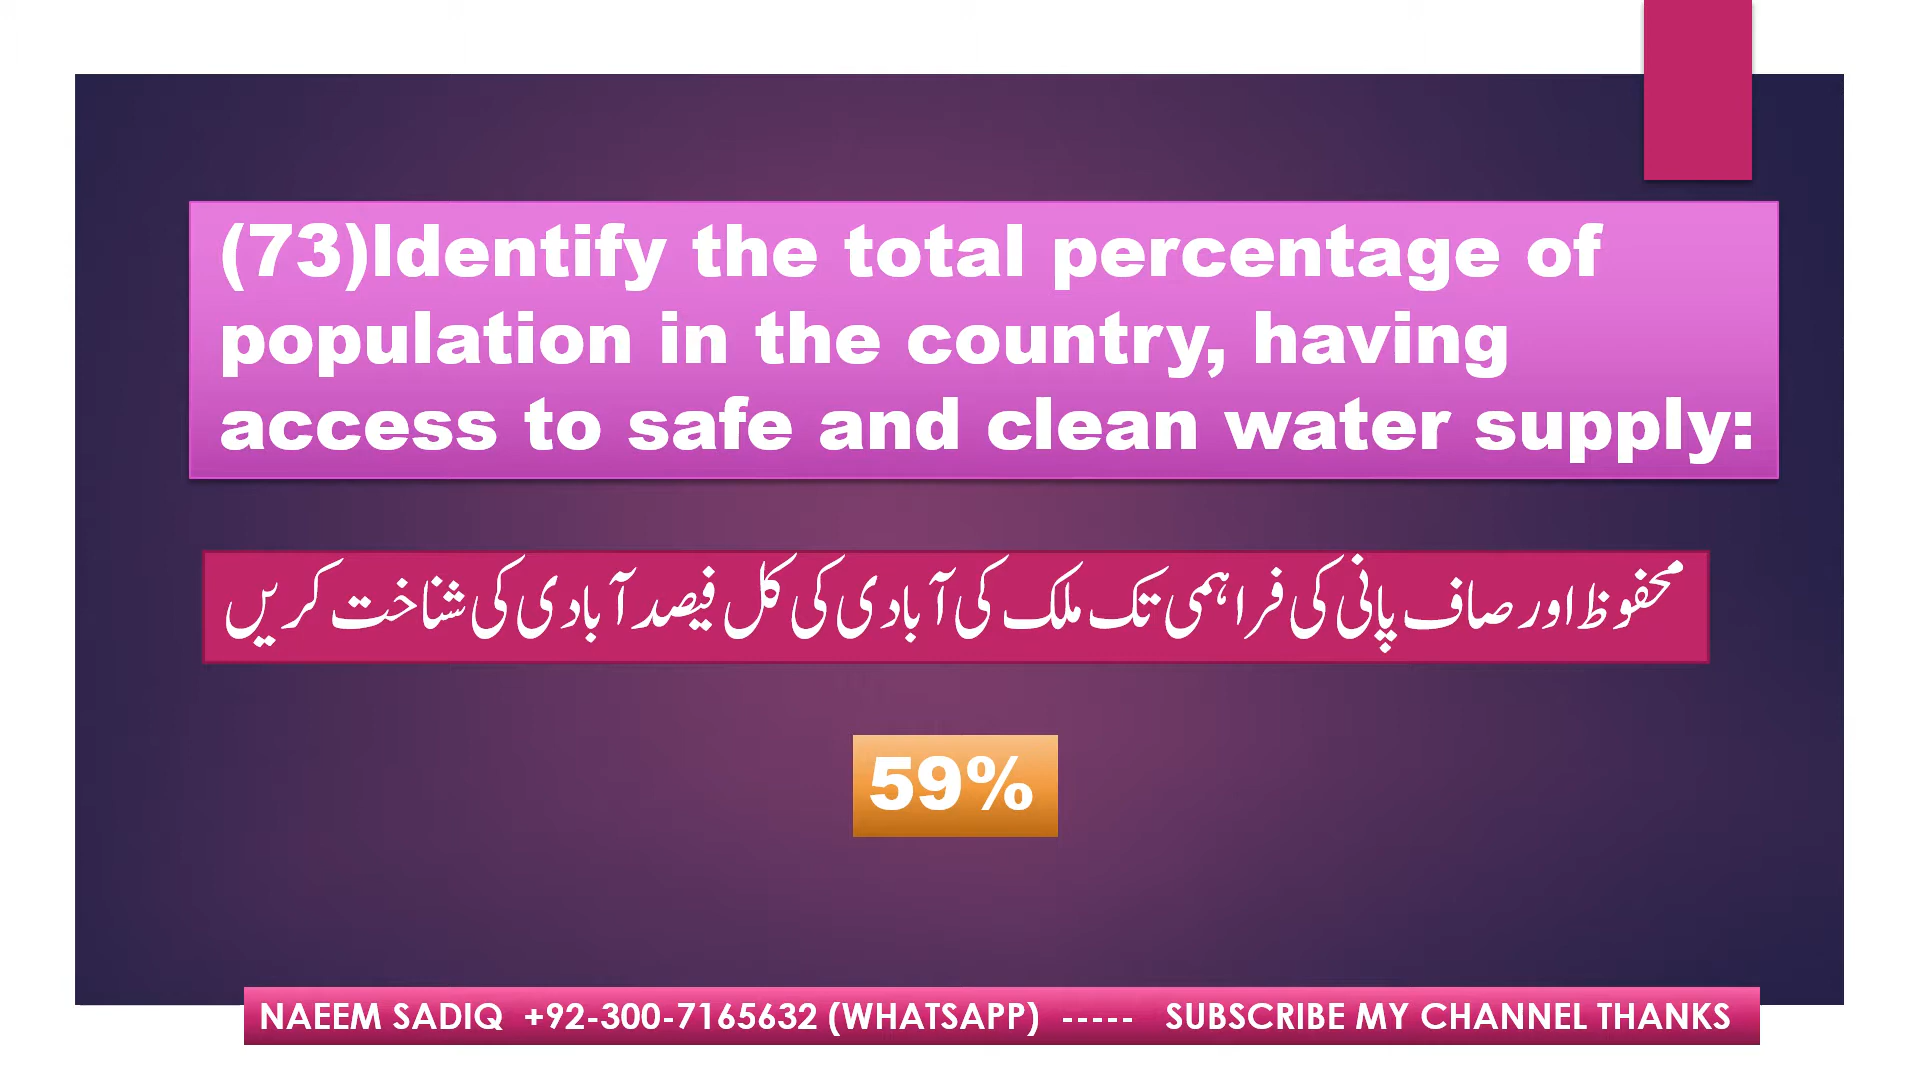 (73)Identify the total percentage of
population in the country, having
access to safe and clean water supply:
محفوظ اور صاف پانی کی فراہمی تک ملک کی آبادی کی کل فیصد آبادی کی شناخت کریں
59%
NAEEM SADIQ +92-300-7165632 (WHATSAPP) ----- SUBSCRIBE MY CHANNEL THANKS